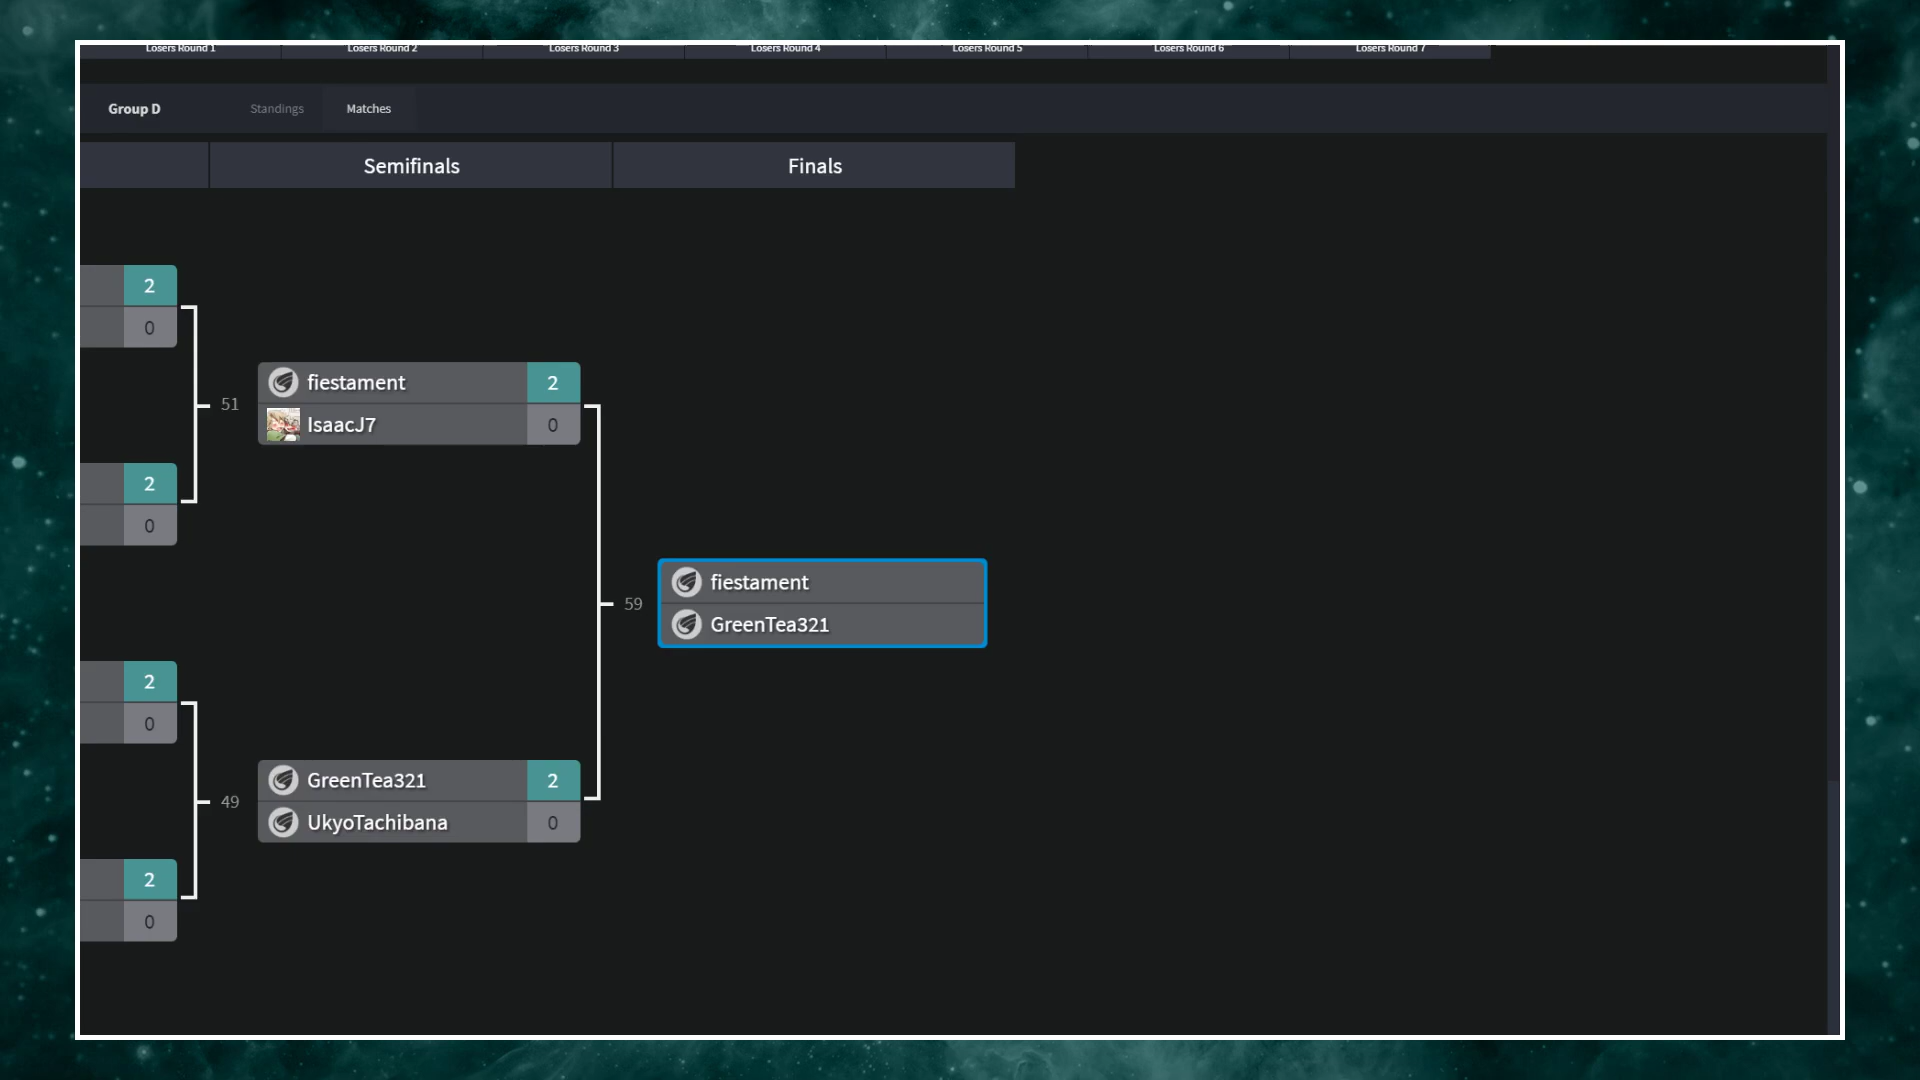 Losers Round 1 Losers Round 2 Losers Round 3 Losers Round 4 Losers Round 5 Losers Round 6 Losers Round 7
Group D Standings Matches
Semifinals Finals
2
0
51
2
0
fiestament 2
IsaacJ7 0
59
fiestament
GreenTea321
2
0
49
2
0
GreenTea321 2
UkyoTachibana 0